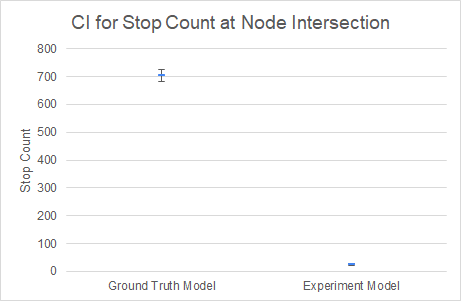 CI for Stop Count at Node Intersection
800
700
600
500
400
300
200
100
0
Stop Count
Ground Truth Model
Experiment Model